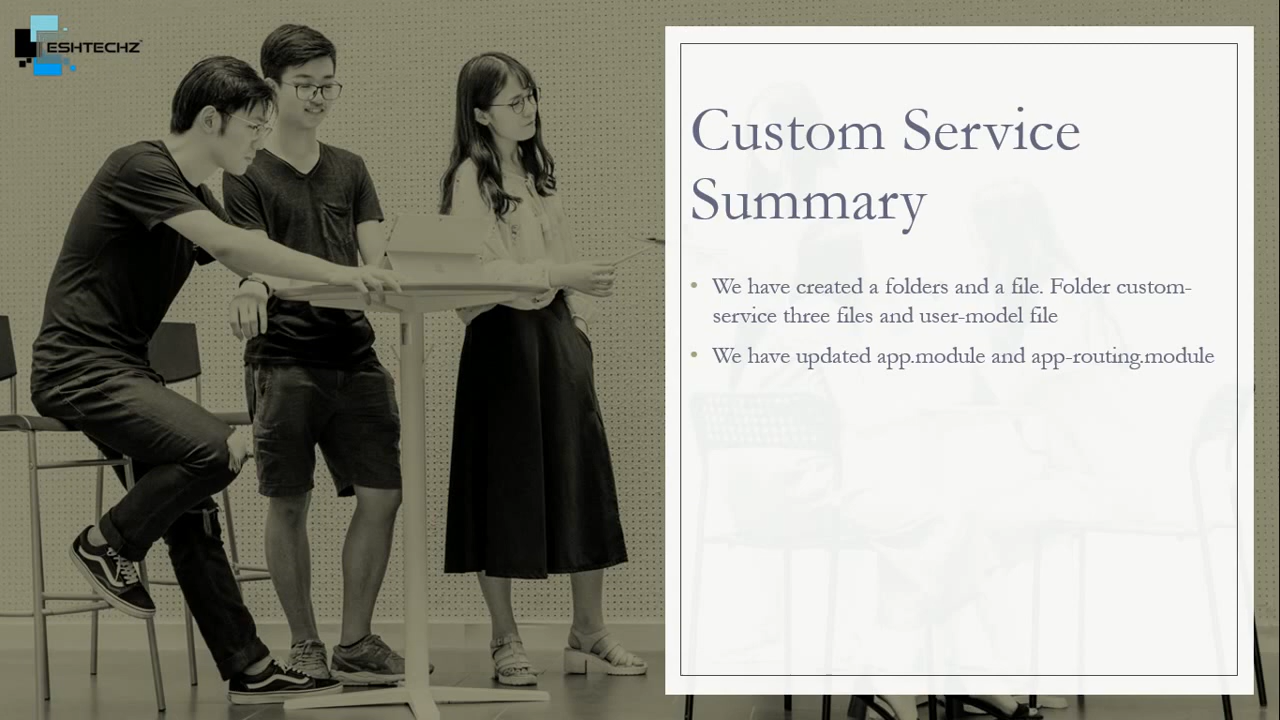 ESHTECHZ
Custom Service
Summary
• We have created a folders and a file. Folder custom-
service three files and user-model file
• We have updated app.module and app-routing.module